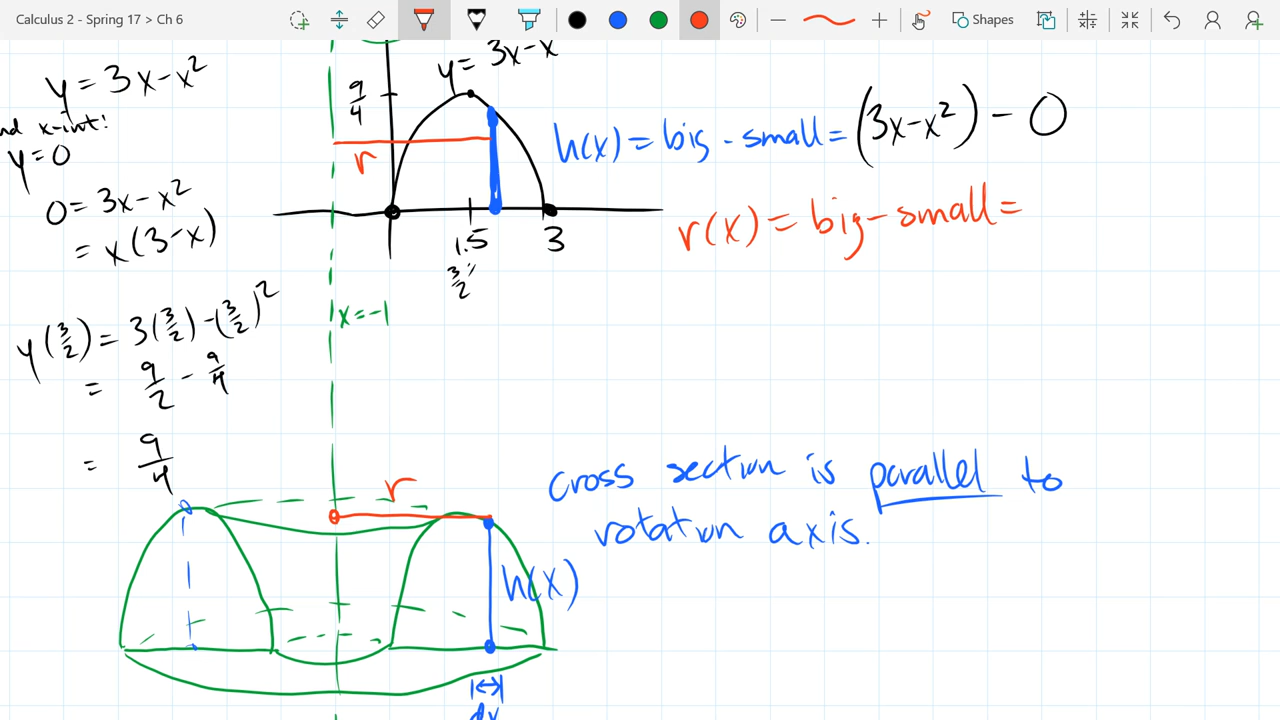 Calculus 2 - Spring 17 > Ch 6
Shapes
y = 3x-x²
x-int!
y=0
0 = 3x-x²
= x(3-x)
y(3/2) = 3(3/2)-(3/2)²
= 9/2 - 9/4
= 9/4
y = 3x-x
9/4
r
1.5
3/2
3
x=-1
h(x) = big - small = (3x-x²) - 0
r(x) = big-small =
cross section is parallel to
rotation axis.
r
h(x)